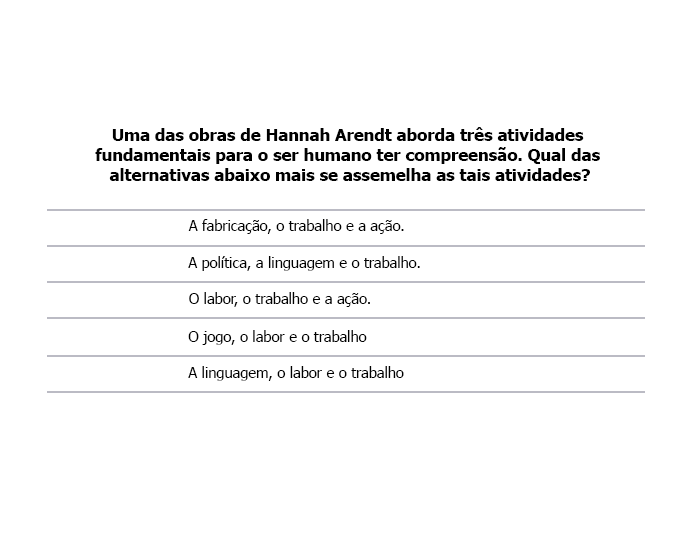 Uma das obras de Hannah Arendt aborda três atividades
fundamentais para o ser humano ter compreensão. Qual das
alternativas abaixo mais se assemelha as tais atividades?
A fabricação, o trabalho e a ação.
A política, a linguagem e o trabalho.
O labor, o trabalho e a ação.
O jogo, o labor e o trabalho
A linguagem, o labor e o trabalho